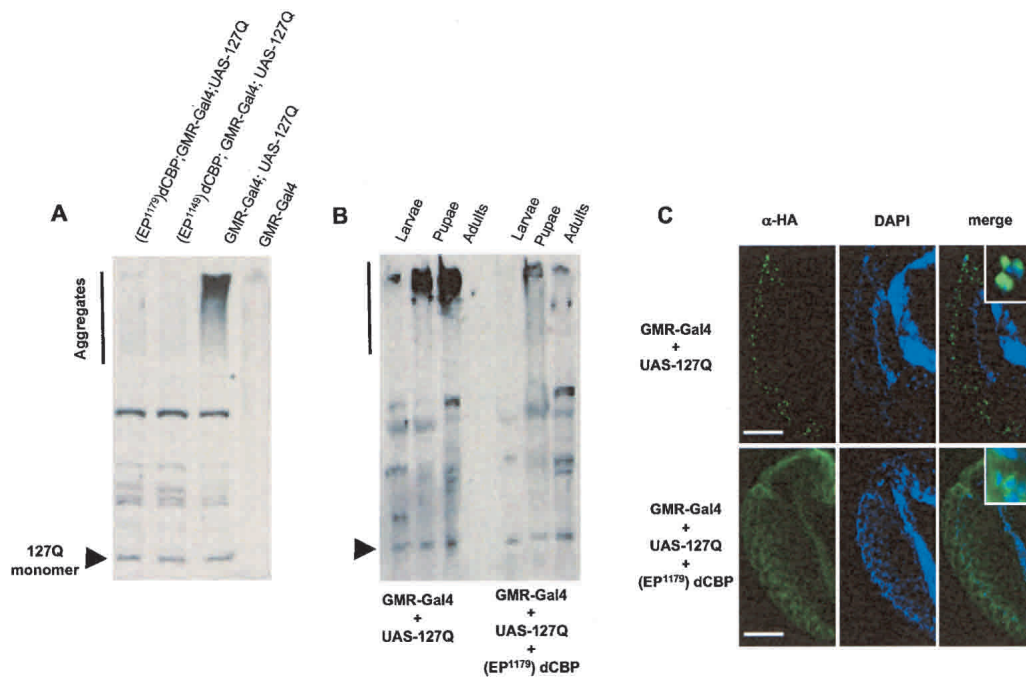 A
(EP1179)dCBP;GMR-Gal4;UAS-127Q
(EP1149)dCBP; GMR-Gal4; UAS-127Q
GMR-Gal4; UAS-127Q
GMR-Gal4
Aggregates
127Q
monomer
B
Larvae
Pupae
Adults
Larvae
Pupae
Adults
GMR-Gal4
+
UAS-127Q
GMR-Gal4
+
UAS-127Q
+
(EP1179) dCBP
C
α-HA
DAPI
merge
GMR-Gal4
+
UAS-127Q
GMR-Gal4
+
UAS-127Q
+
(EP1179) dCBP